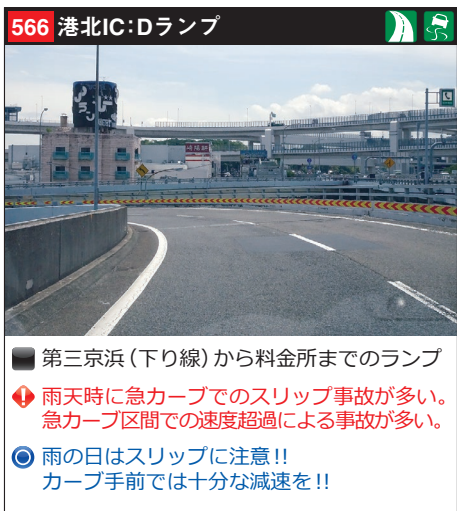 566 港北IC:Dランプ
崎陽軒
第三京浜（下り線）から料金所までのランプ
雨天時に急カーブでのスリップ事故が多い。
急カーブ区間での速度超過による事故が多い。
雨の日はスリップに注意!!
カーブ手前では十分な減速を!!